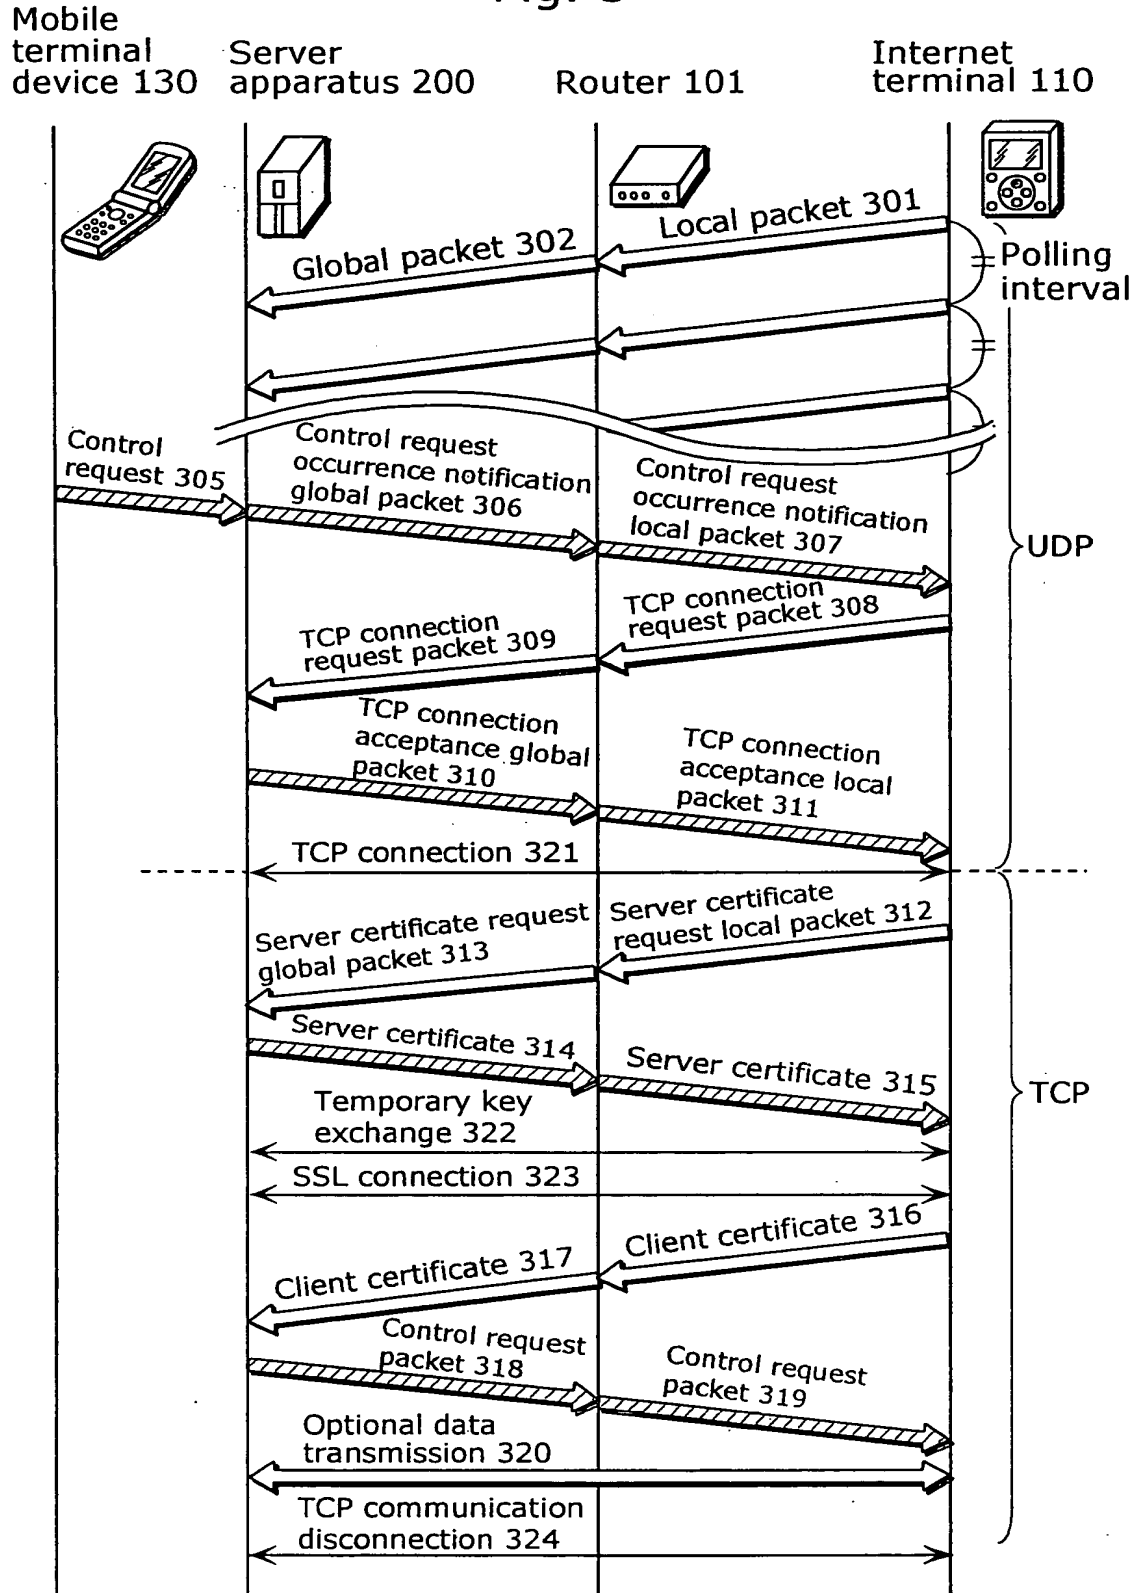 Mobile
terminal
device 130
Server
apparatus 200
Router 101
Internet
terminal 110
Local packet 301
Global packet 302
Polling
interval
Control
request 305
Control request
occurrence notification
global packet 306
Control request
occurrence notification
local packet 307
UDP
TCP connection
request packet 308
TCP connection
request packet 309
TCP connection
acceptance global
packet 310
TCP connection
acceptance local
packet 311
TCP connection 321
Server certificate
request local packet 312
Server certificate request
global packet 313
Server certificate 314
Server certificate 315
TCP
Temporary key
exchange 322
SSL connection 323
Client certificate 316
Client certificate 317
Control request
packet 318
Control request
packet 319
Optional data
transmission 320
TCP communication
disconnection 324